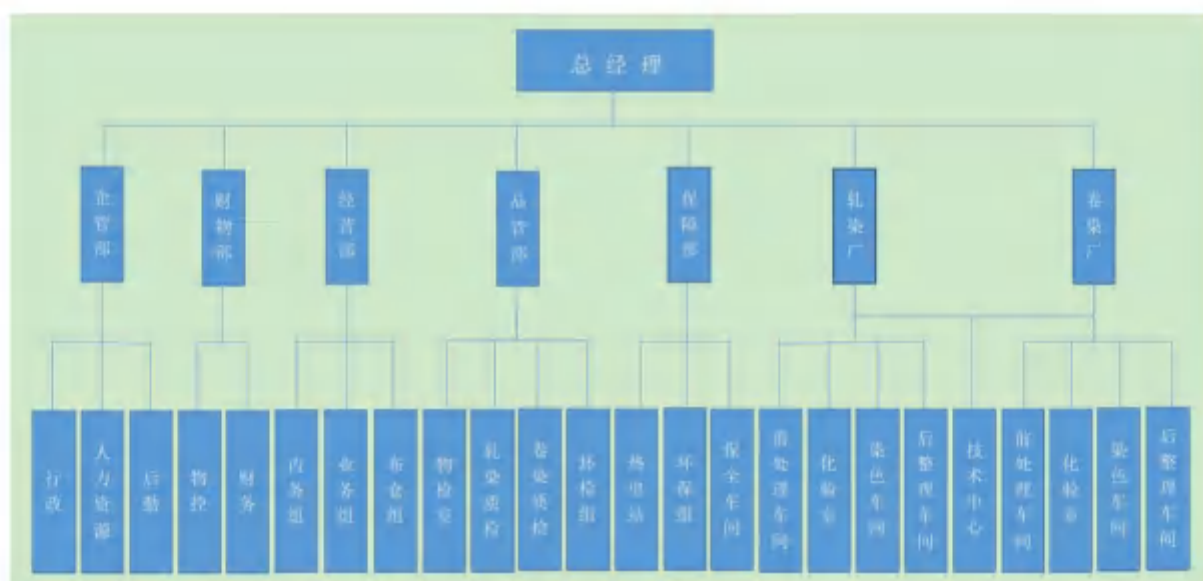 总经理
企管部
财物部
经营部
品管部
保障部
轧染厂
卷染厂
行政
人力资源
后勤
物控
财务
内务组
业务组
布仓组
物检室
轧染质检
卷染质检
环检组
热电站
环保组
保全车间
前处理车间
化验室
染色车间
后整理车间
技术中心
前处理车间
化验室
染色车间
后整理车间